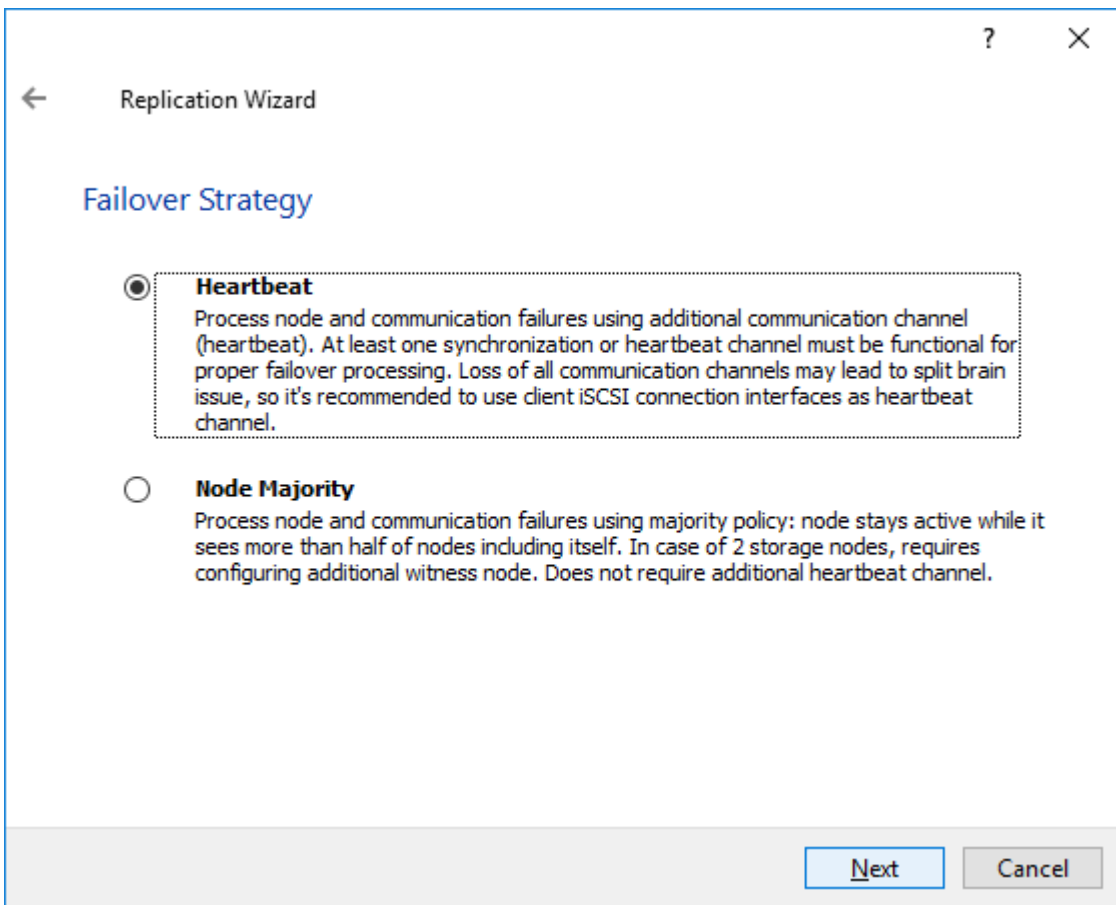 ?
Replication Wizard
Failover Strategy
Heartbeat
Process node and communication failures using additional communication channel
(heartbeat). At least one synchronization or heartbeat channel must be functional for
proper failover processing. Loss of all communication channels may lead to split brain
issue, so it's recommended to use client iSCSI connection interfaces as heartbeat
channel.
Node Majority
Process node and communication failures using majority policy: node stays active while it
sees more than half of nodes including itself. In case of 2 storage nodes, requires
configuring additional witness node. Does not require additional heartbeat channel.
Next
Cancel